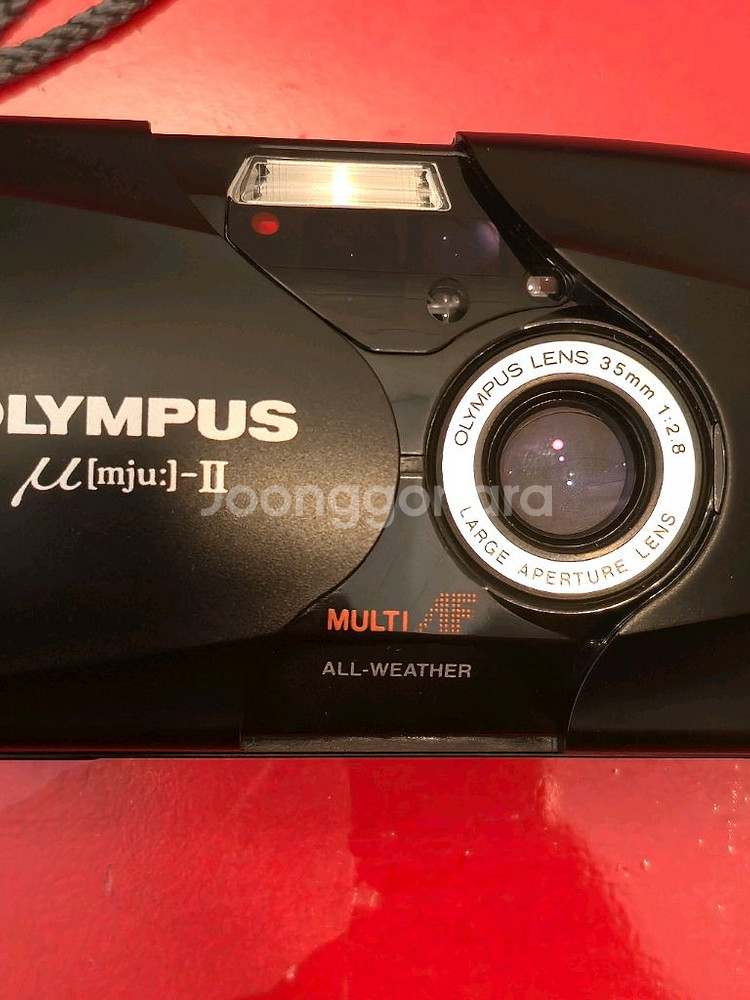 OLYMPUS
μ[mju:]-II
Joonggonara
OLYMPUS LENS 35mm 1:2.8
LARGE APERTURE LENS
MULTI AF
ALL-WEATHER